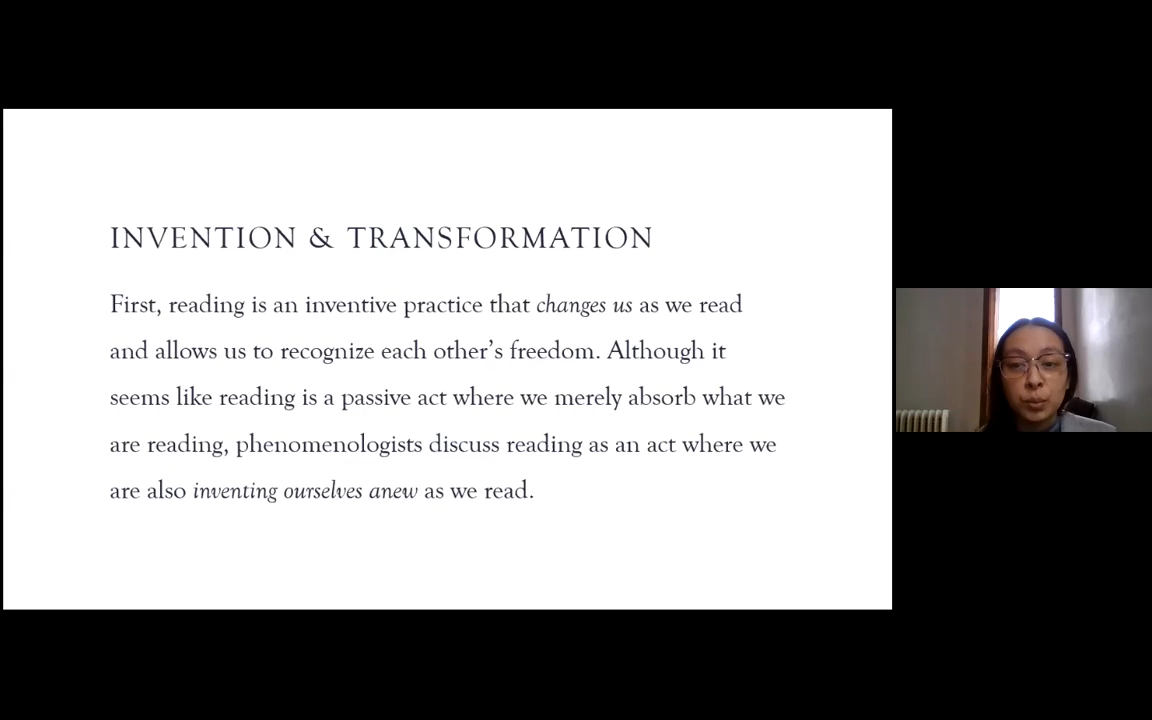 INVENTION & TRANSFORMATION
First, reading is an inventive practice that changes us as we read
and allows us to recognize each other’s freedom. Although it
seems like reading is a passive act where we merely absorb what we
are reading, phenomenologists discuss reading as an act where we
are also inventing ourselves anew as we read.